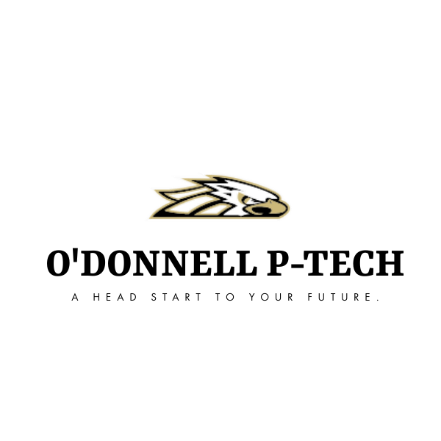 O'DONNELL P-TECH
A HEAD START TO YOUR FUTURE.